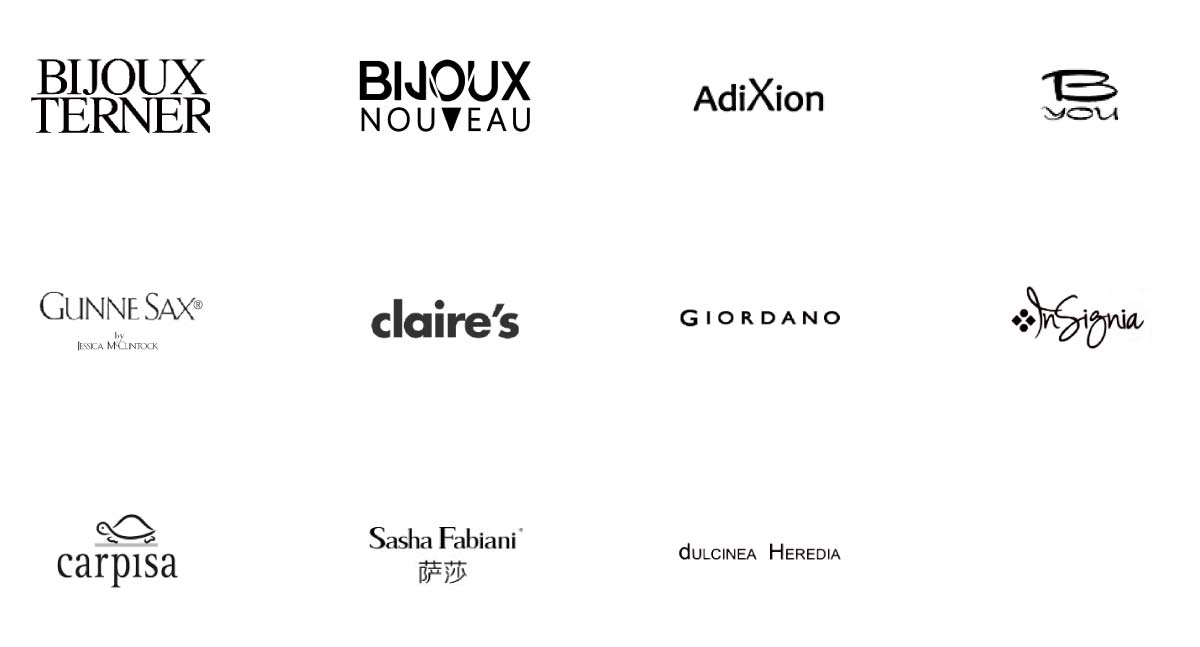 BIJOUX
TERNER
BIJOUX
NOUVEAU
AdiXion
B
you
GUNNE SAX®
by
JESSICA MCCLINTOCK
claire's
GIORDANO
InSignia
carpisa
Sasha Fabiani®
萨莎
dULCINEA HEREDIA